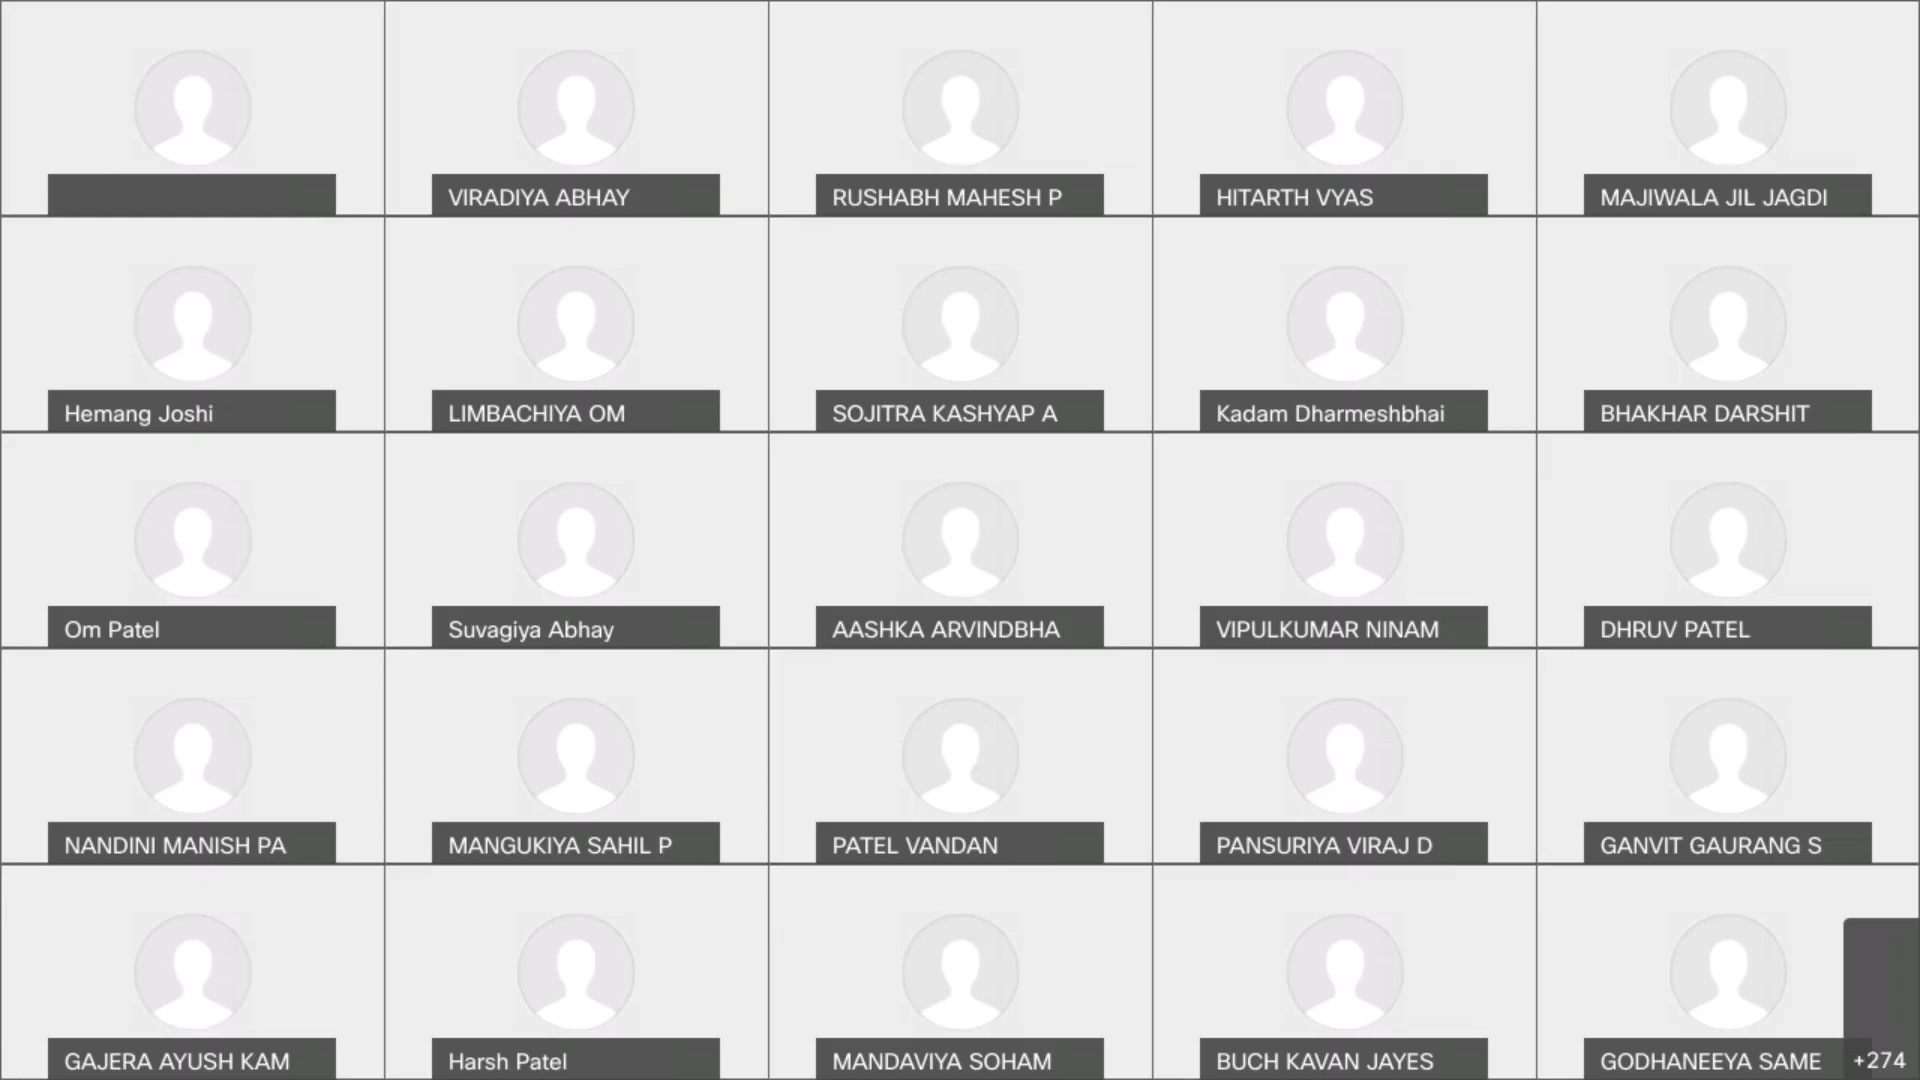 VIRADIYA ABHAY
RUSHABH MAHESH P
HITARTH VYAS
MAJIWALA JIL JAGDI
Hemang Joshi
LIMBACHIYA OM
SOJITRA KASHYAP A
Kadam Dharmeshbhai
BHAKHAR DARSHIT
Om Patel
Suvagiya Abhay
AASHKA ARVINDBHA
VIPULKUMAR NINAM
DHRUV PATEL
NANDINI MANISH PA
MANGUKIYA SAHIL P
PATEL VANDAN
PANSURIYA VIRAJ D
GANVIT GAURANG S
GAJERA AYUSH KAM
Harsh Patel
MANDAVIYA SOHAM
BUCH KAVAN JAYES
GODHANEEYA SAME
+274